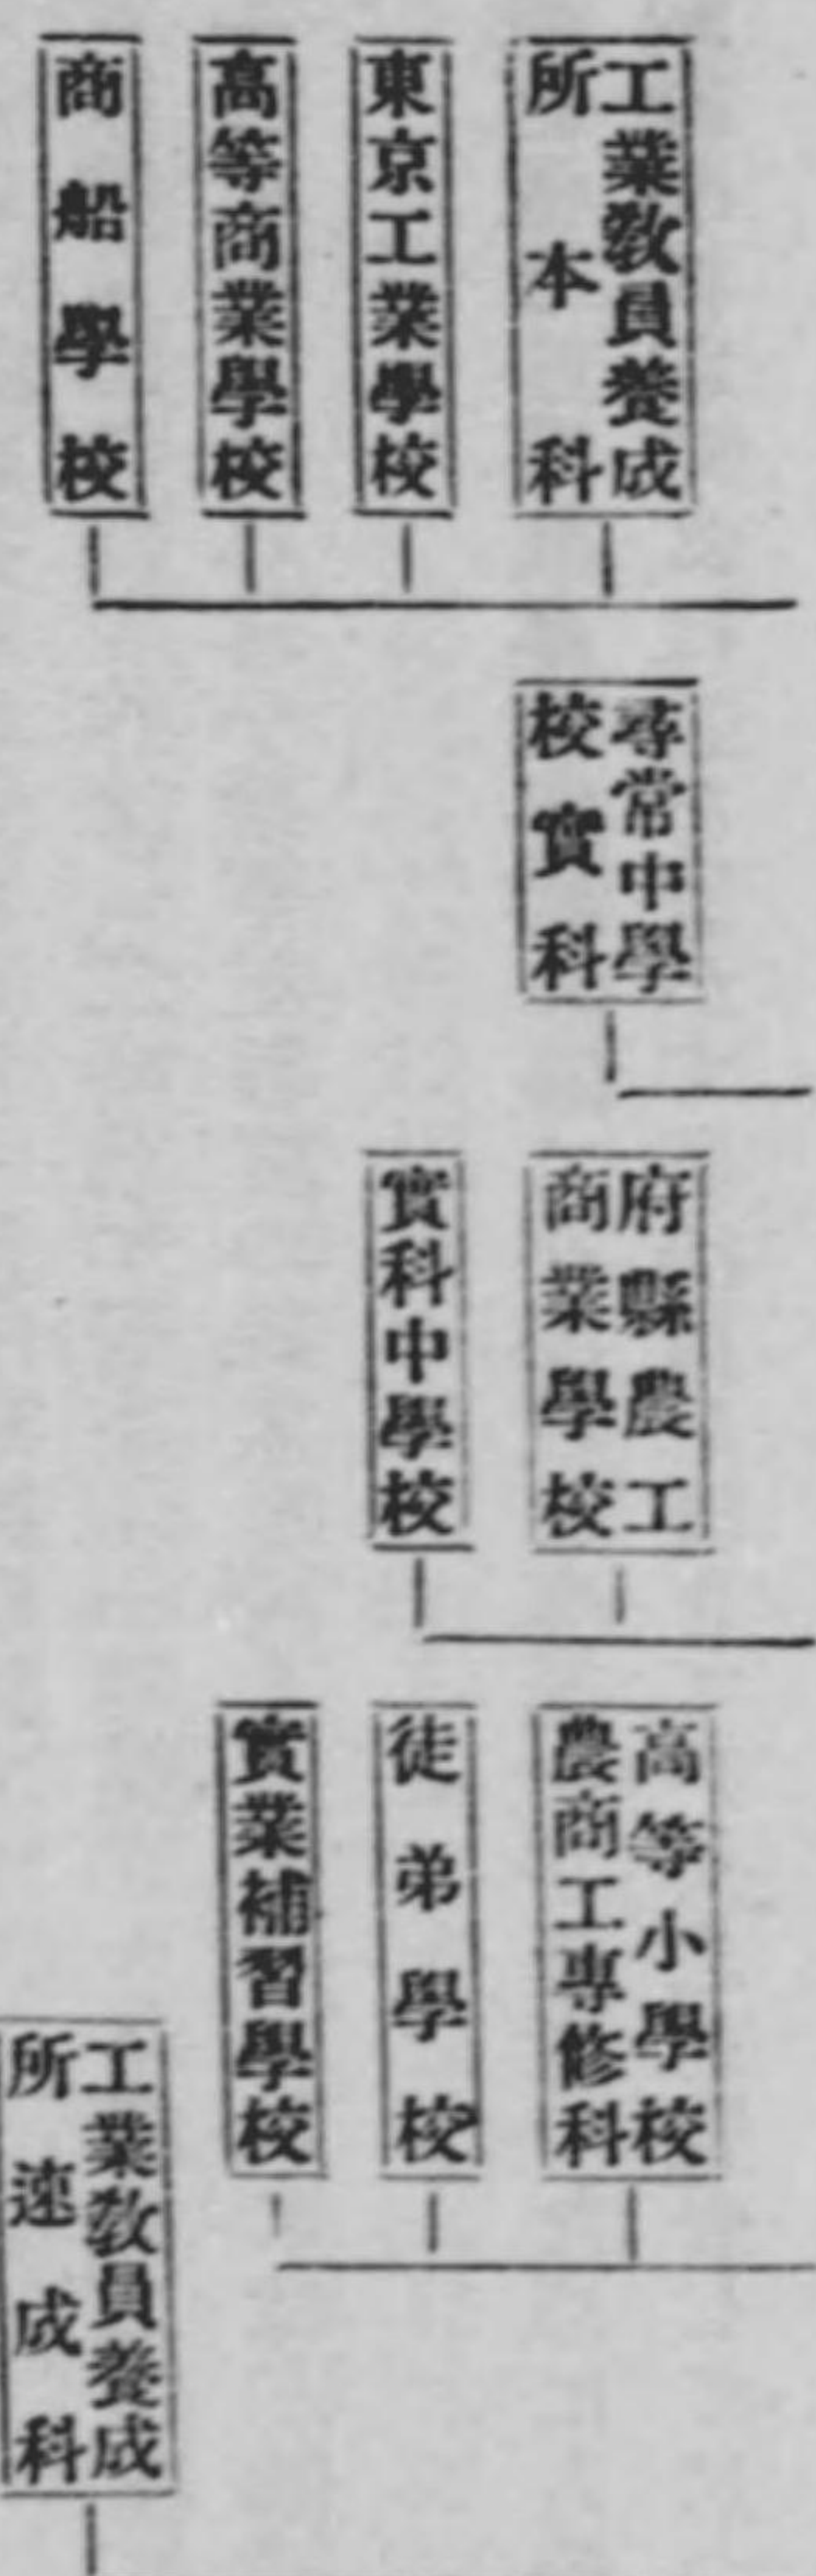 工業敎員養成
所本科
東京工業學校
高等商業學校
商船學校
尋常中學
校實科
府縣農工
商業學校
實科中學校
高等小學校
農商工專修科
徒弟學校
實業補習學校
工業敎員養成
所速成科